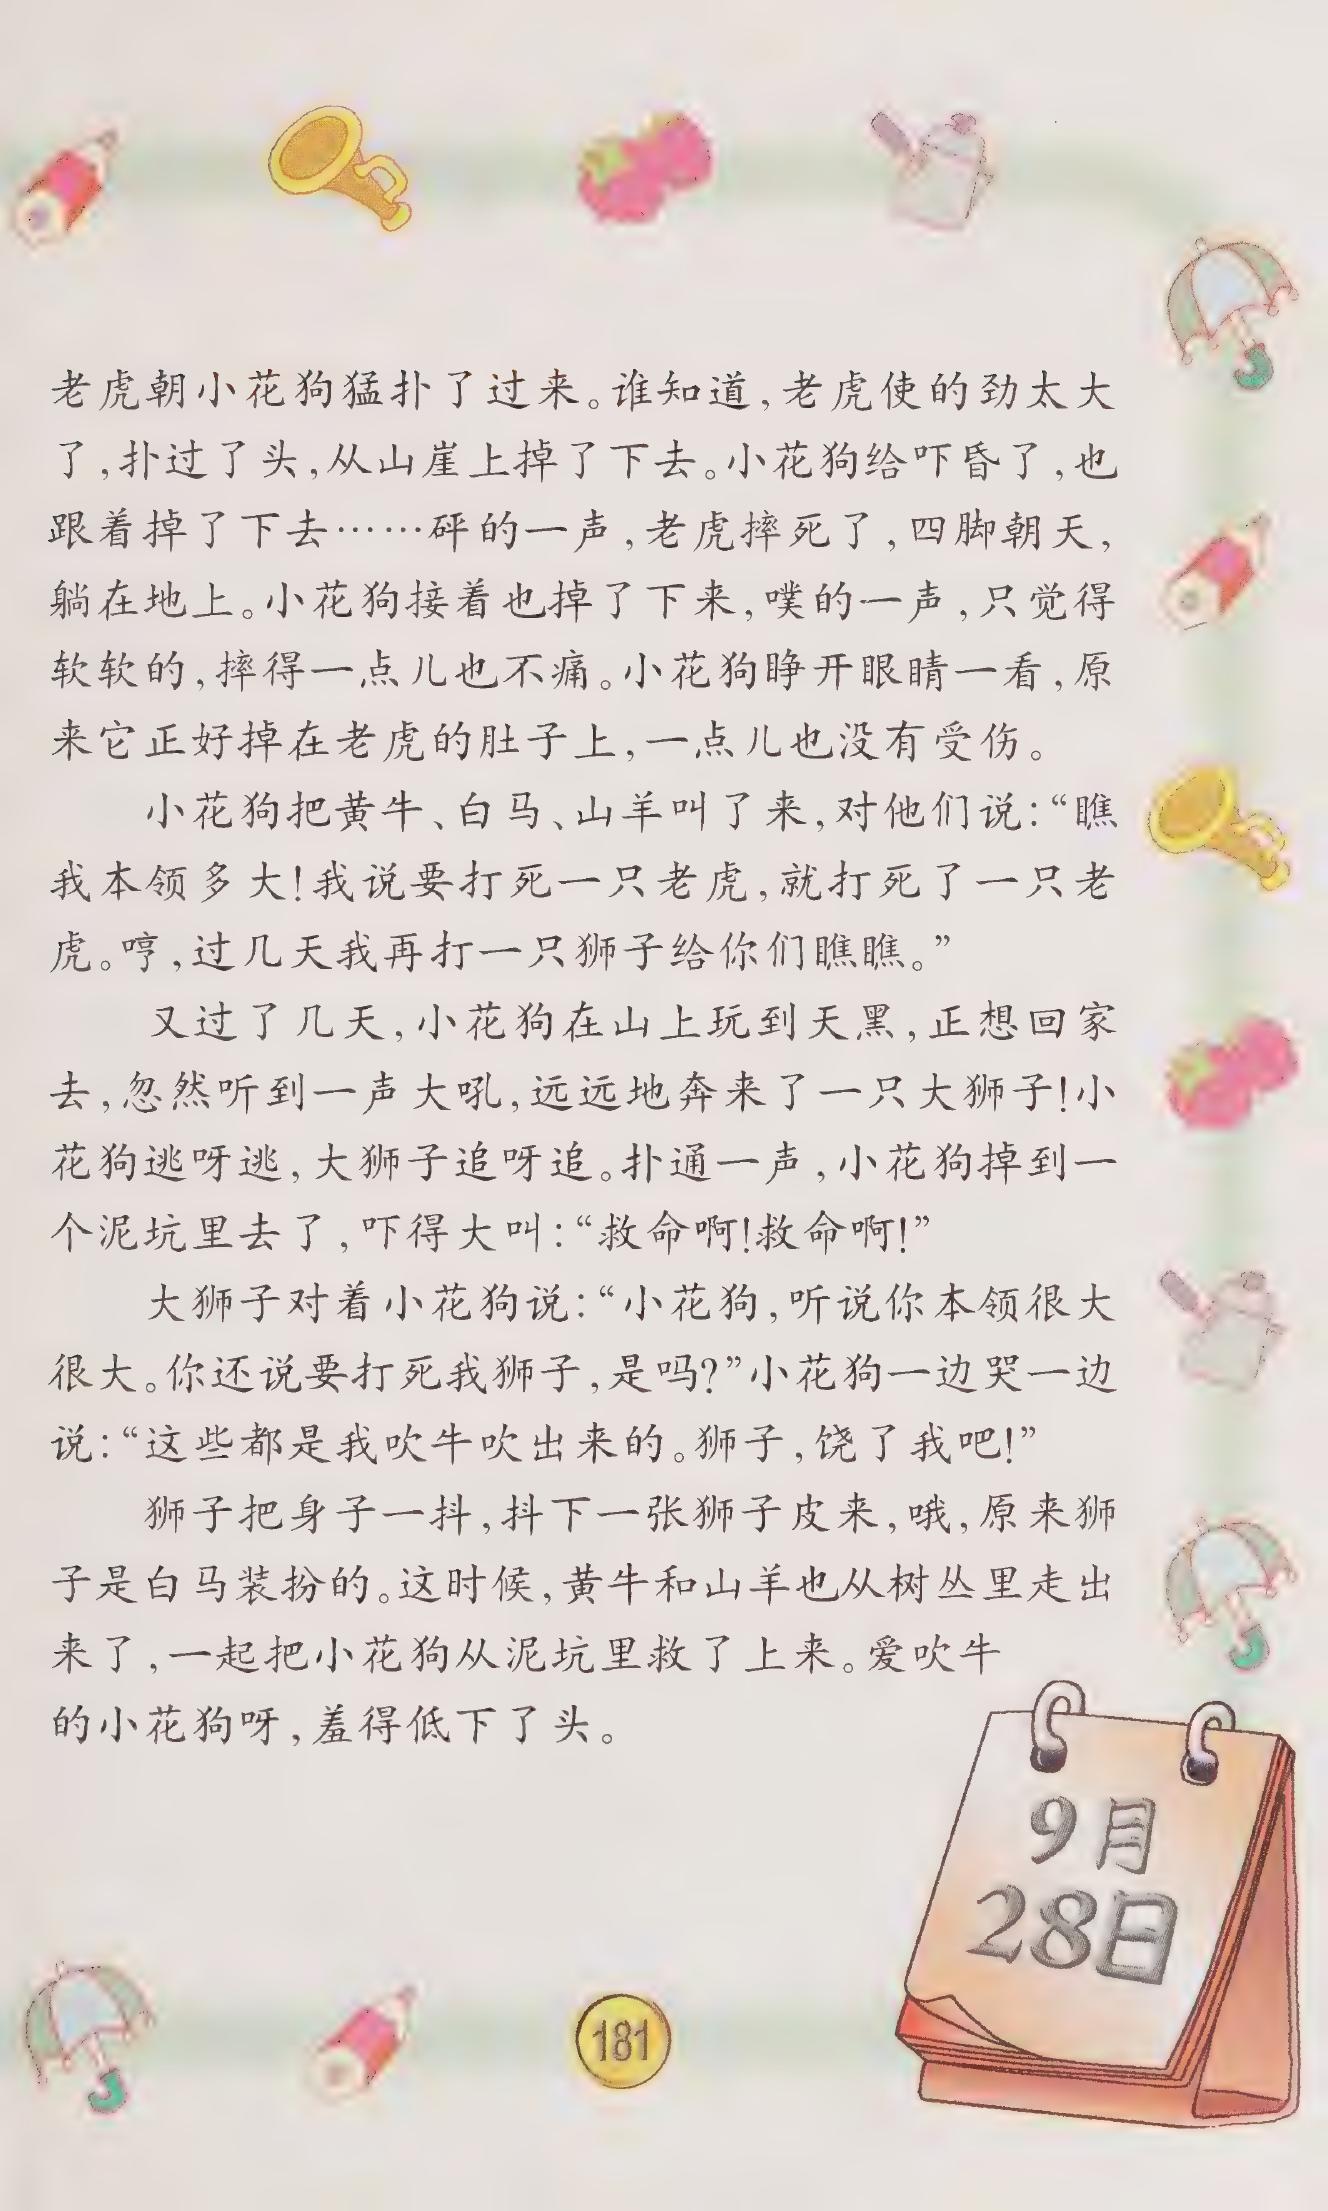 老虎朝小花狗猛扑了过来。谁知道，老虎使的劲太大
了，扑过了头，从山崖上掉了下去。小花狗给吓昏了，也
跟着掉了下去……砰的一声，老虎摔死了，四脚朝天，
躺在地上。小花狗接着也掉了下来，噗的一声，只觉得
软软的，摔得一点儿也不痛。小花狗睁开眼睛一看，原
来它正好掉在老虎的肚子上，一点儿也没有受伤。
小花狗把黄牛、白马、山羊叫了来，对他们说：“瞧
我本领多大！我说要打死一只老虎，就打死了一只老
虎。哼，过几天我再打一只狮子给你们瞧瞧。”
又过了几天，小花狗在山上玩到天黑，正想回家
去，忽然听到一声大吼，远远地奔来了一只大狮子！小
花狗逃呀逃，大狮子追呀追。扑通一声，小花狗掉到一
个泥坑里去了，吓得大叫：“救命啊！救命啊！”
大狮子对着小花狗说：“小花狗，听说你本领很大
很大。你还说要打死我狮子，是吗？”小花狗一边哭一边
说：“这些都是我吹牛吹出来的。狮子，饶了我吧！”
狮子把身子一抖，抖下一张狮子皮来，哦，原来狮
子是白马装扮的。这时候，黄牛和山羊也从树丛里走出
来了，一起把小花狗从泥坑里救了上来。爱吹牛
的小花狗呀，羞得低下了头。
9月
28日
181